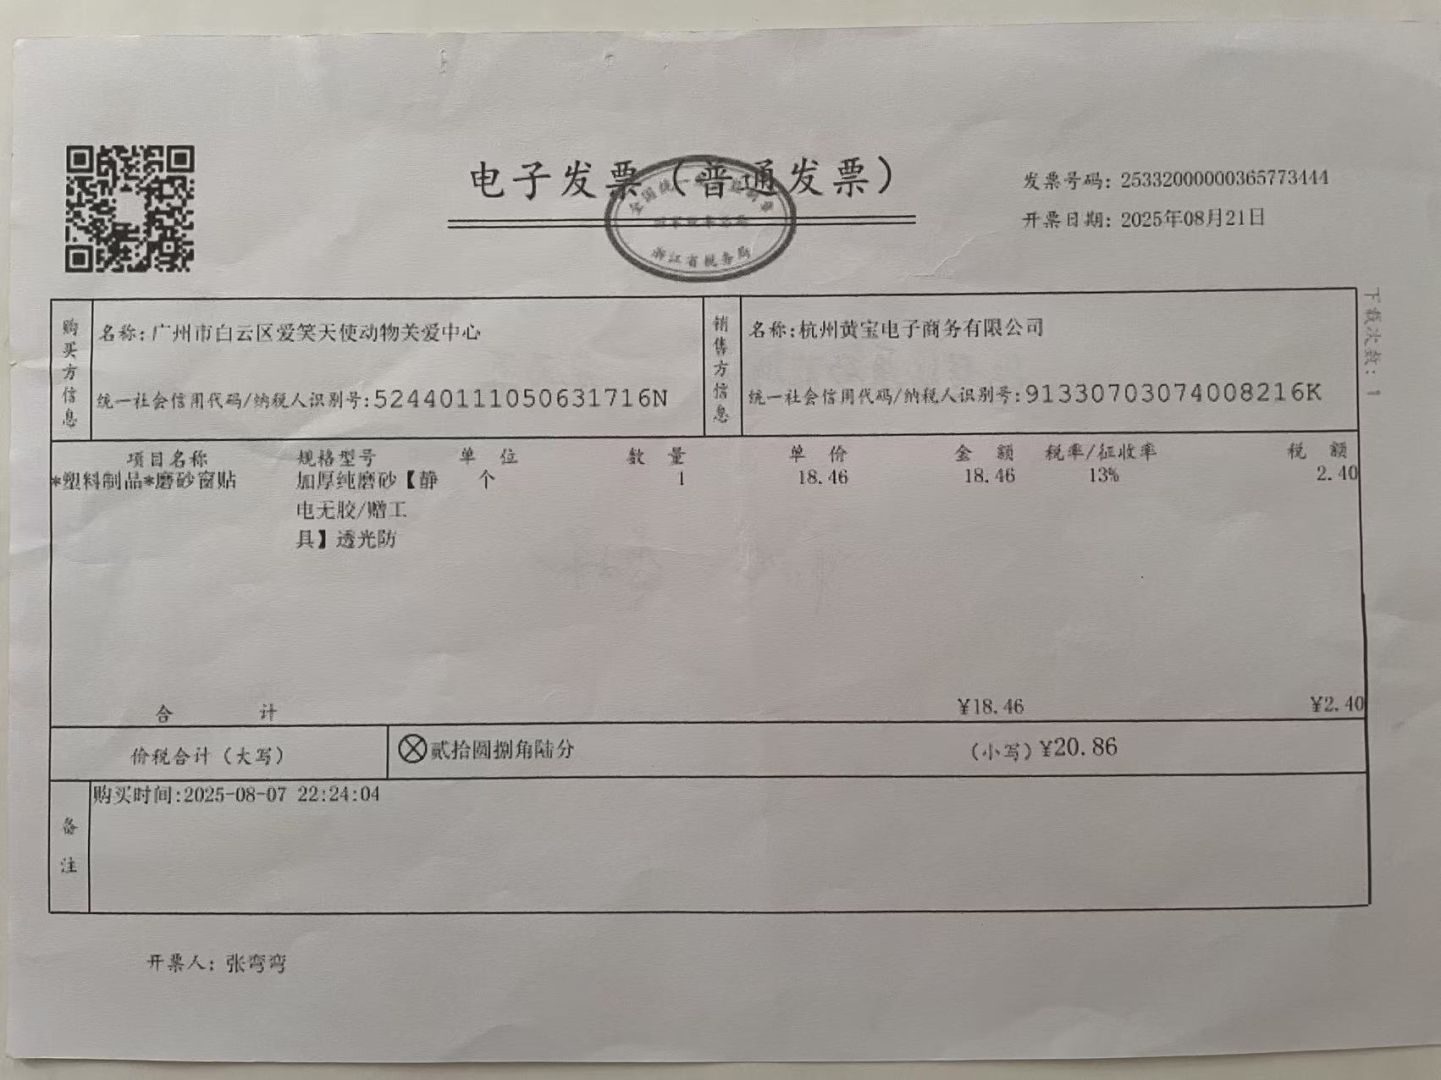 电子发票（普通发票）
浙江省税务局
发票号码: 25332000000365773444
开票日期: 2025年08月21日
下载次数: 1
购买方信息
名称: 广州市白云区爱笑天使动物关爱中心
统一社会信用代码/纳税人识别号: 52440111050631716N
销售方信息
名称: 杭州黄宝电子商务有限公司
统一社会信用代码/纳税人识别号: 91330703074008216K
项目名称 规格型号 单位 数量 单价 金额 税率/征收率 税额
*塑料制品*磨砂窗贴 加厚纯磨砂【静 个 1 18.46 18.46 13% 2.40
电无胶/赠工
具】透光防
合计 ¥18.46 ¥2.40
价税合计（大写） ⊗贰拾圆捌角陆分 （小写）¥20.86
备注
购买时间:2025-08-07 22:24:04
开票人: 张弯弯